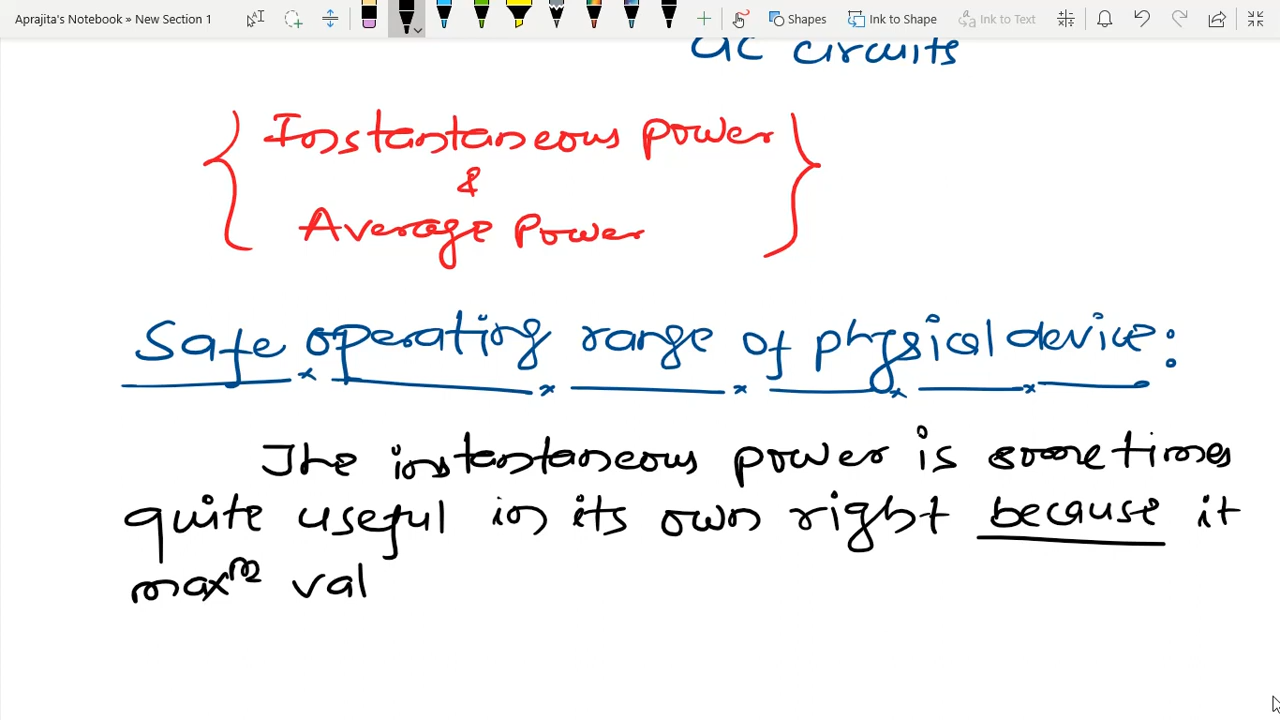 Aprajita's Notebook » New Section 1
Shapes
Ink to Shape
Ink to Text
ac circuits
Instantaneous power
&
Average Power
Safe operating range of physical device:
The instantaneous power is sometimes
quite useful in its own right because it
maxm val